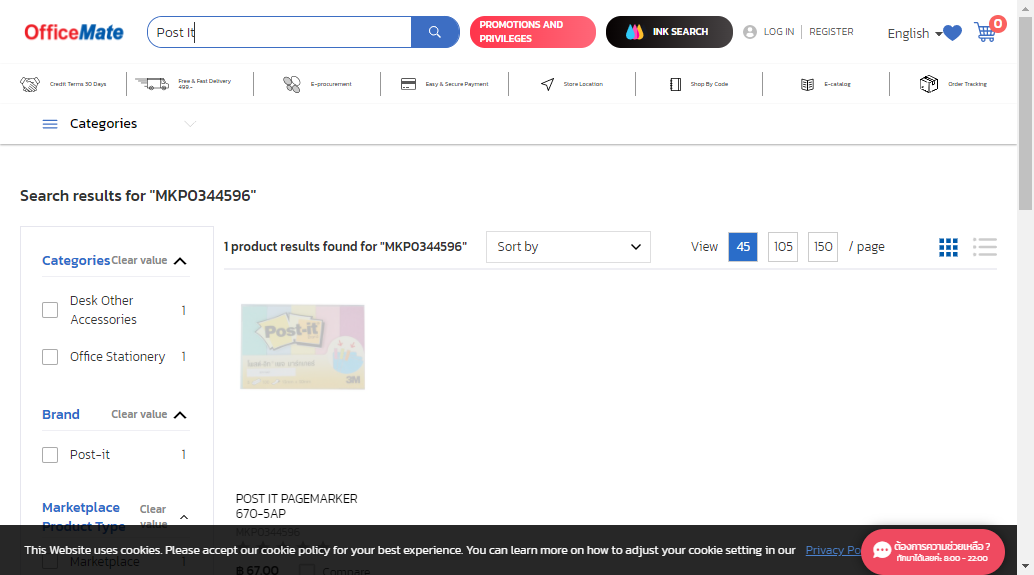 OfficeMate
Post It
PROMOTIONS AND PRIVILEGES
INK SEARCH
LOG IN
REGISTER
English
0
Credit Terms 30 Days
Free & Fast Delivery 499.-
E-procurement
Easy & Secure Payment
Store Location
Shop By Code
E-catalog
Order Tracking
Categories
Search results for "MKP0344596"
Categories Clear value
Desk Other Accessories 1
Office Stationery 1
Brand Clear value
Post-it 1
Marketplace Product Type Clear value
Marketplace 1
1 product results found for "MKP0344596"
Sort by
View 45 105 150 / page
Post-it
3M
POST IT PAGEMARKER
670-5AP
MKP0344596
฿ 67.00
Compare
This Website uses cookies. Please accept our cookie policy for your best experience. You can learn more on how to adjust your cookie setting in our Privacy Po
ต้องการความช่วยเหลือ ?
ทักมาได้เลยค่ะ 8:00 - 22:00